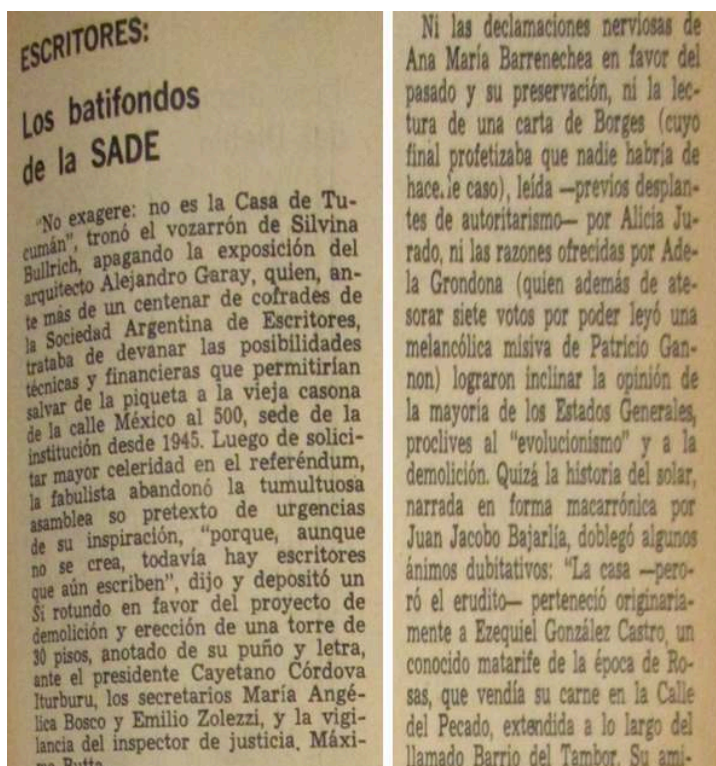 ESCRITORES:
Los batifondos
de la SADE
"No exagere: no es la Casa de Tu-
cumán", tronó el vozarrón de Silvina
Bullrich, apagando la exposición del
arquitecto Alejandro Garay, quien, an-
te más de un centenar de cofrades de
la Sociedad Argentina de Escritores,
trataba de devanar las posibilidades
técnicas y financieras que permitirían
salvar de la piqueta a la vieja casona
de la calle México al 500, sede de la
institución desde 1945. Luego de solici-
tar mayor celeridad en el referéndum,
la fabulista abandonó la tumultuosa
asamblea so pretexto de urgencias
de su inspiración, "porque, aunque
no se crea, todavía hay escritores
que aún escriben", dijo y depositó un
Si rotundo en favor del proyecto de
demolición y erección de una torre de
30 pisos, anotado de su puño y letra,
ante el presidente Cayetano Córdova
Iturburu, los secretarios María Angé-
lica Bosco y Emilio Zolezzi, y la vigi-
lancia del inspector de justicia, Máxi-
Ni las declamaciones nerviosas de
Ana María Barrenechea en favor del
pasado y su preservación, ni la lec-
tura de una carta de Borges (cuyo
final profetizaba que nadie habría de
hace.le caso), leída —previos desplan-
tes de autoritarismo— por Alicia Ju-
rado, ni las razones ofrecidas por Ade-
la Grondona (quien además de ate-
sorar siete votos por poder leyó una
melancólica misiva de Patricio Gan-
non) lograron inclinar la opinión de
la mayoría de los Estados Generales,
proclives al "evolucionismo" y a la
demolición. Quizá la historia del solar,
narrada en forma macarrónica por
Juan Jacobo Bajarlía, doblegó algunos
ánimos dubitativos: "La casa —pero-
ró el erudito— perteneció originaria-
mente a Ezequiel González Castro, un
conocido matarife de la época de Ro-
sas, que vendía su carne en la Calle
del Pecado, extendida a lo largo del
llamado Barrio del Tambor. Su ami-